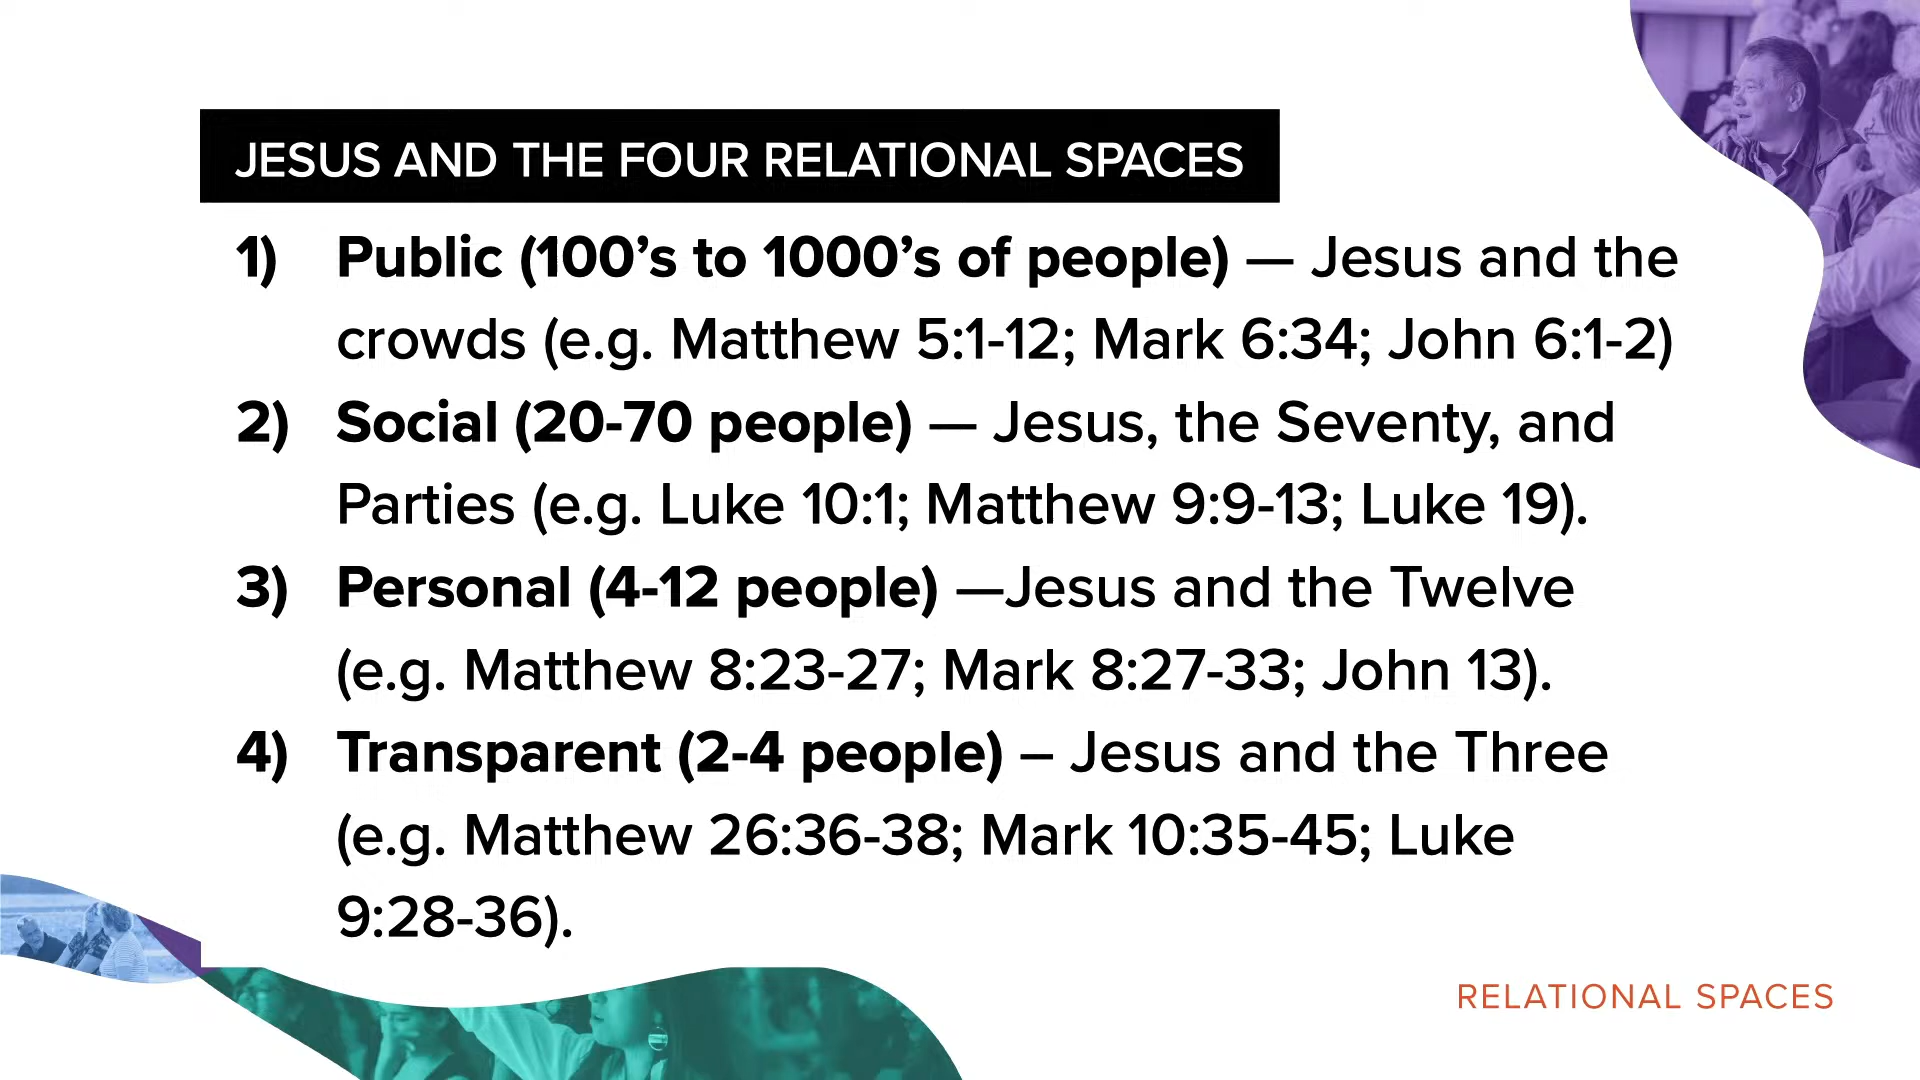 JESUS AND THE FOUR RELATIONAL SPACES
1) Public (100’s to 1000’s of people) — Jesus and the
crowds (e.g. Matthew 5:1-12; Mark 6:34; John 6:1-2)
2) Social (20-70 people) — Jesus, the Seventy, and
Parties (e.g. Luke 10:1; Matthew 9:9-13; Luke 19).
3) Personal (4-12 people) —Jesus and the Twelve
(e.g. Matthew 8:23-27; Mark 8:27-33; John 13).
4) Transparent (2-4 people) – Jesus and the Three
(e.g. Matthew 26:36-38; Mark 10:35-45; Luke
9:28-36).
RELATIONAL SPACES